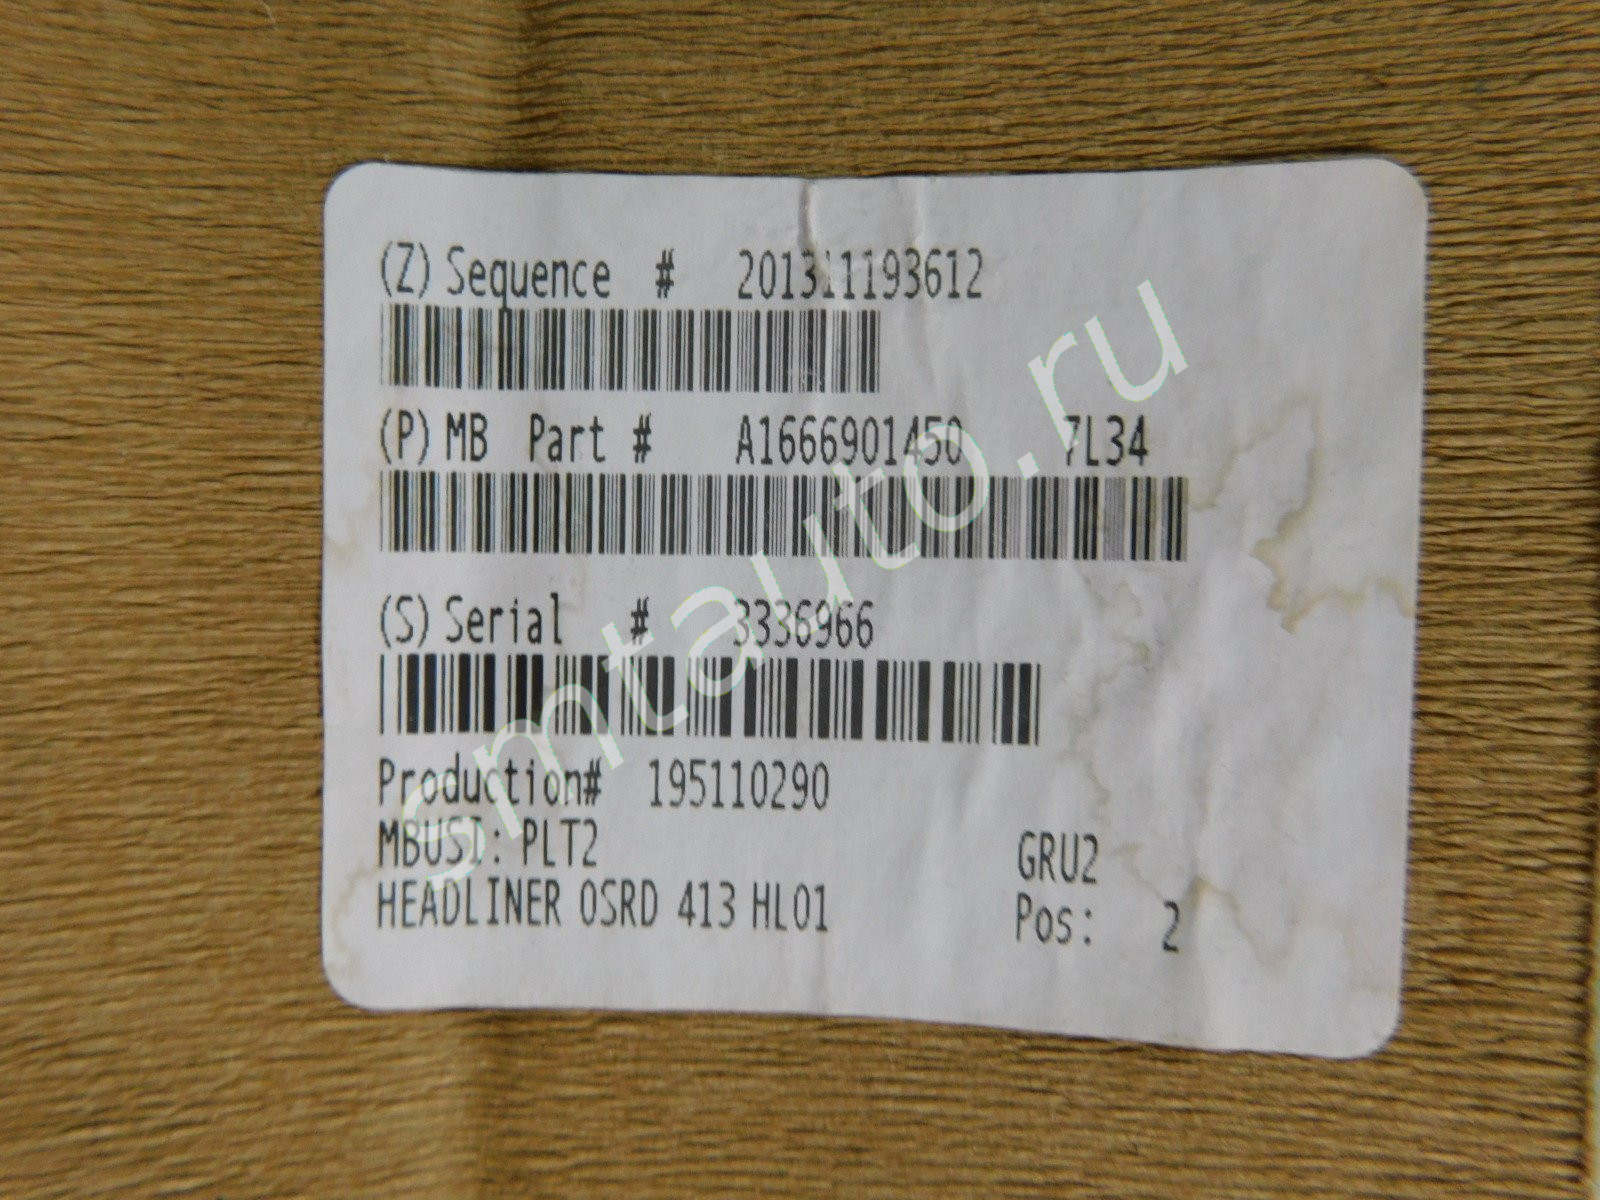 (Z) Sequence # 201311193612
(P) MB Part # A1666901450 7L34
(S) Serial # 3336966
Production# 195110290
MBUSI: PLT2 GRU2
HEADLINER OSRD 413 HL01 Pos: 2
smtauto.ru